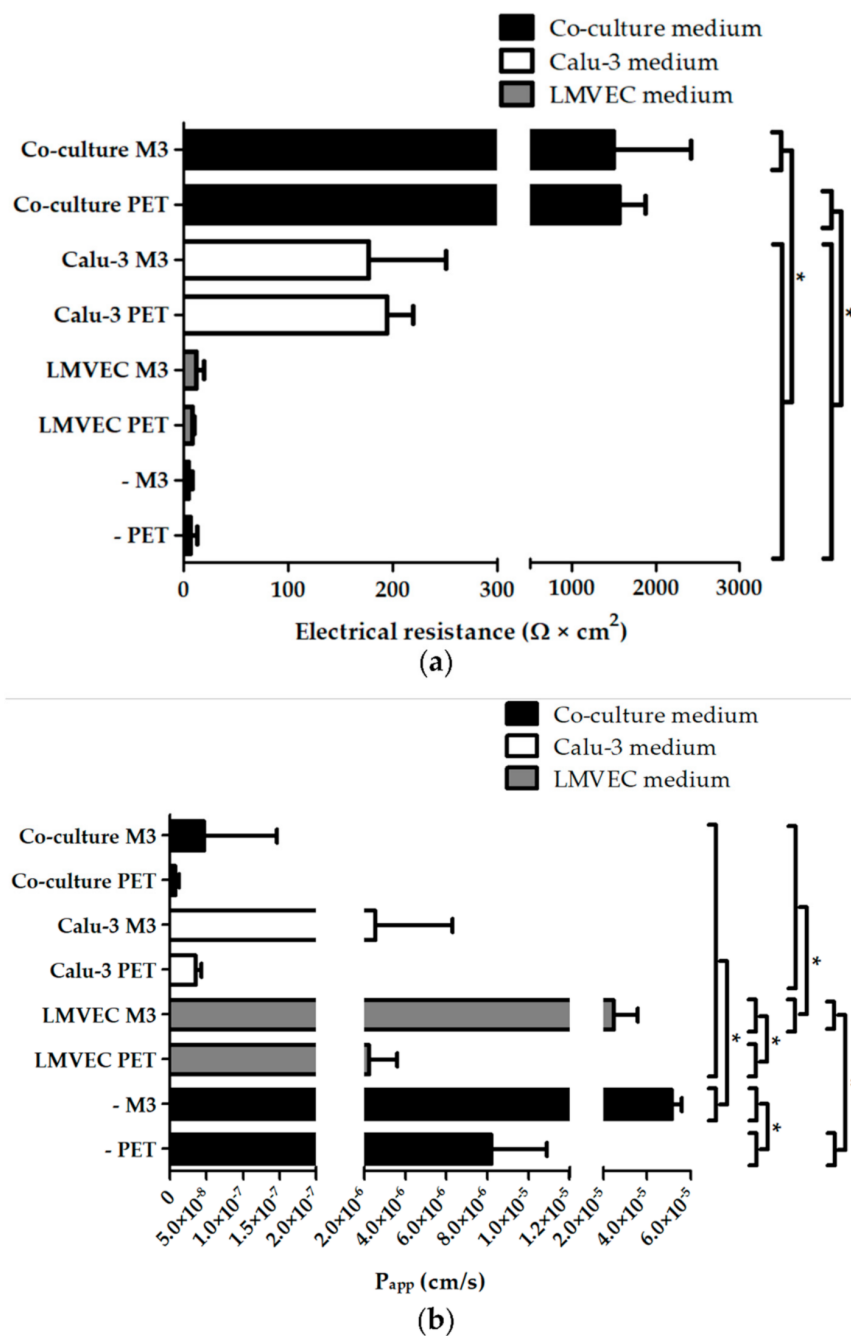 Co-culture medium
Calu-3 medium
LMVEC medium
Co-culture M3
Co-culture PET
Calu-3 M3
Calu-3 PET
LMVEC M3
LMVEC PET
- M3
- PET
*
*
0 100 200 300 1000 2000 3000
Electrical resistance (Ω × cm²)
(a)
Co-culture medium
Calu-3 medium
LMVEC medium
Co-culture M3
Co-culture PET
Calu-3 M3
Calu-3 PET
LMVEC M3
LMVEC PET
- M3
- PET
*
*
*
*
0 5.0×10⁻⁸ 1.0×10⁻⁷ 1.5×10⁻⁷ 2.0×10⁻⁷ 2.0×10⁻⁶ 4.0×10⁻⁶ 6.0×10⁻⁶ 8.0×10⁻⁶ 1.0×10⁻⁵ 1.2×10⁻⁵ 2.0×10⁻⁵ 4.0×10⁻⁵ 6.0×10⁻⁵
Papp (cm/s)
(b)